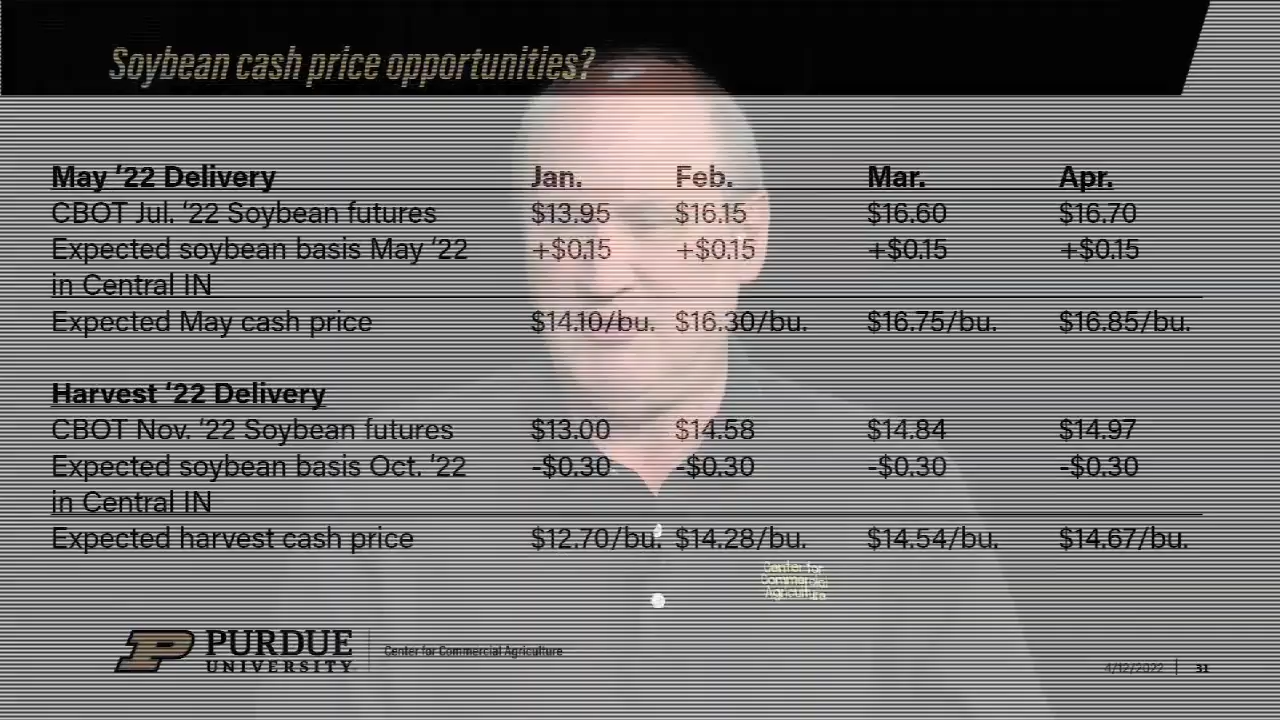 Soybean cash price opportunities?
May ‘22 Delivery Jan. Feb. Mar. Apr.
CBOT Jul. ‘22 Soybean futures $13.95 $16.15 $16.60 $16.70
Expected soybean basis May ‘22 +$0.15 +$0.15 +$0.15 +$0.15
in Central IN
Expected May cash price $14.10/bu. $16.30/bu. $16.75/bu. $16.85/bu.
Harvest ‘22 Delivery
CBOT Nov. ‘22 Soybean futures $13.00 $14.58 $14.84 $14.97
Expected soybean basis Oct. ‘22 -$0.30 -$0.30 -$0.30 -$0.30
in Central IN
Expected harvest cash price $12.70/bu. $14.28/bu. $14.54/bu. $14.67/bu.
Center for
Commercial
Agriculture
PURDUE
UNIVERSITY
Center for Commercial Agriculture
4/12/2022 31